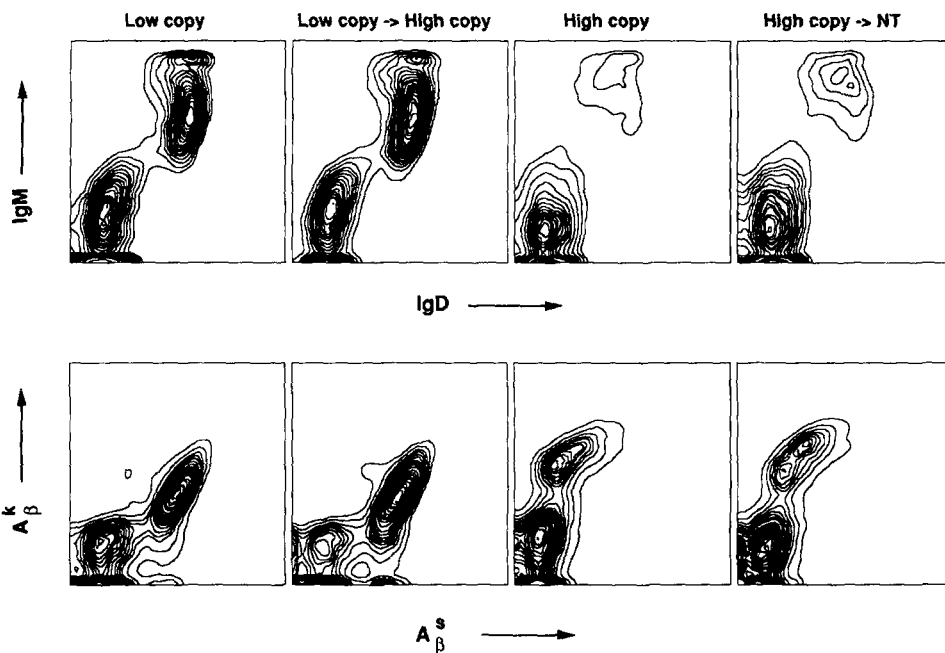 Low copy
Low copy -> High copy
High copy
High copy -> NT
IgM
IgD
A β k
A β s